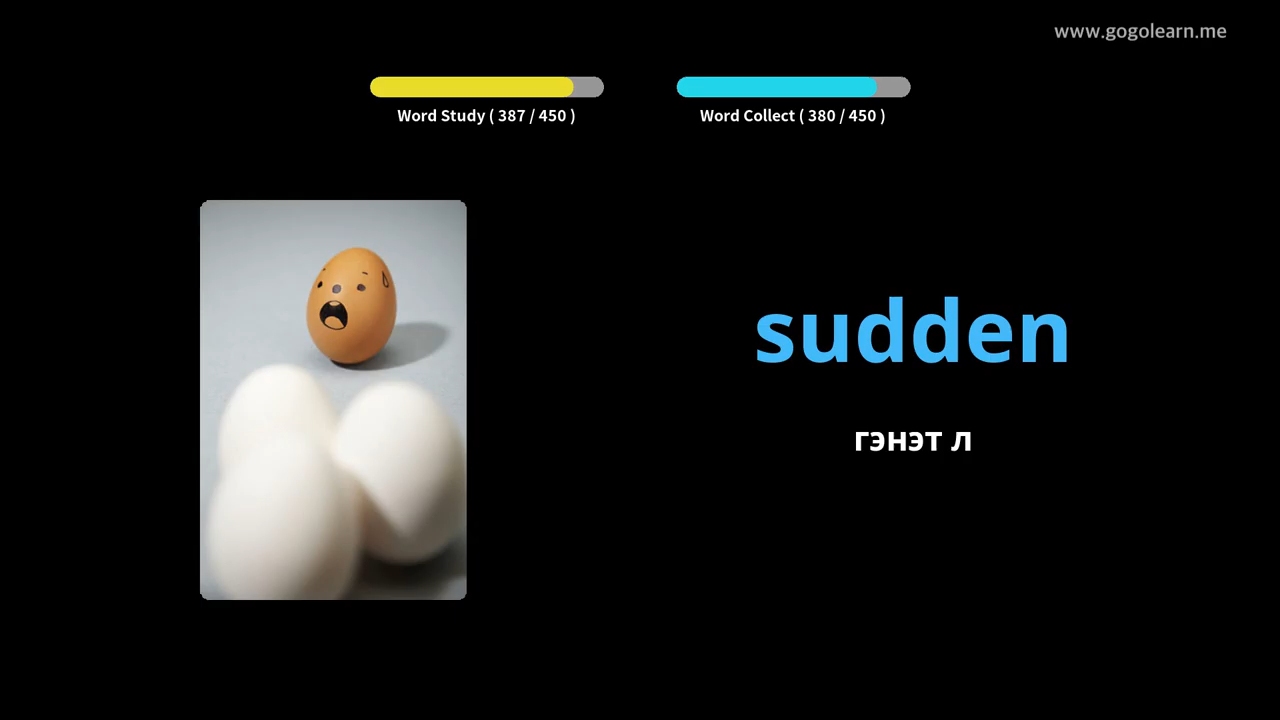 www.gogolearn.me
Word Study ( 387 / 450 )
Word Collect ( 380 / 450 )
sudden
гэнэт л